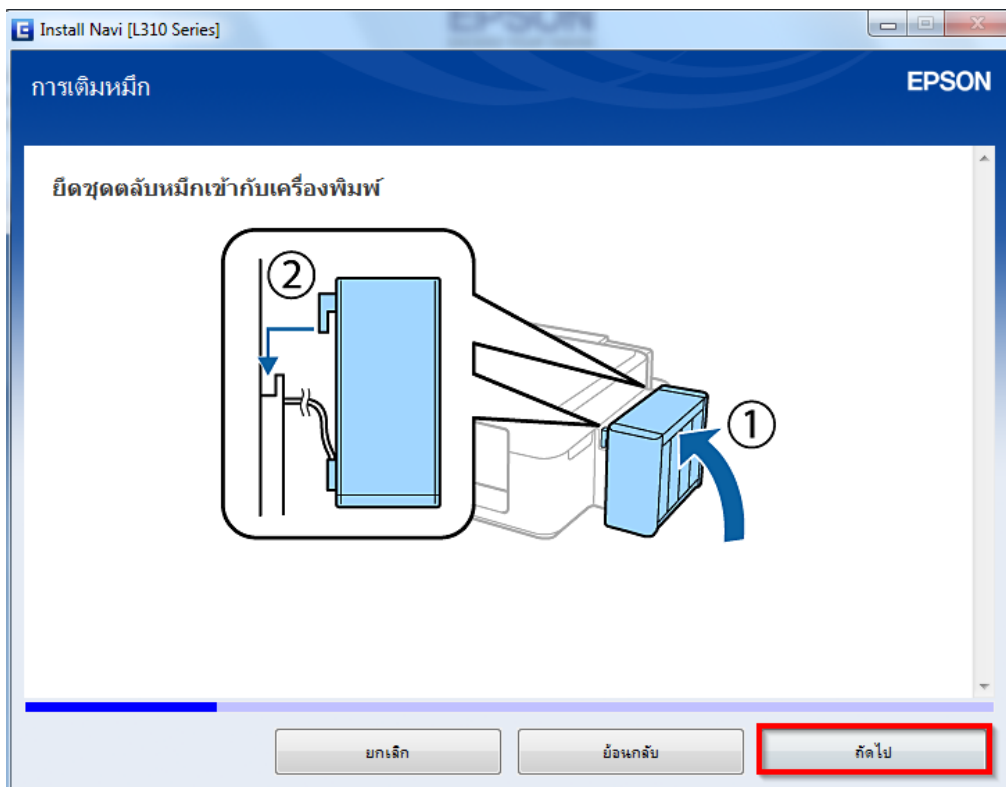 EPSON
Install Navi [L310 Series]
การเติมหมึก
EPSON
ยึดชุดตลับหมึกเข้ากับเครื่องพิมพ์
②
①
ยกเลิก
ย้อนกลับ
ถัดไป